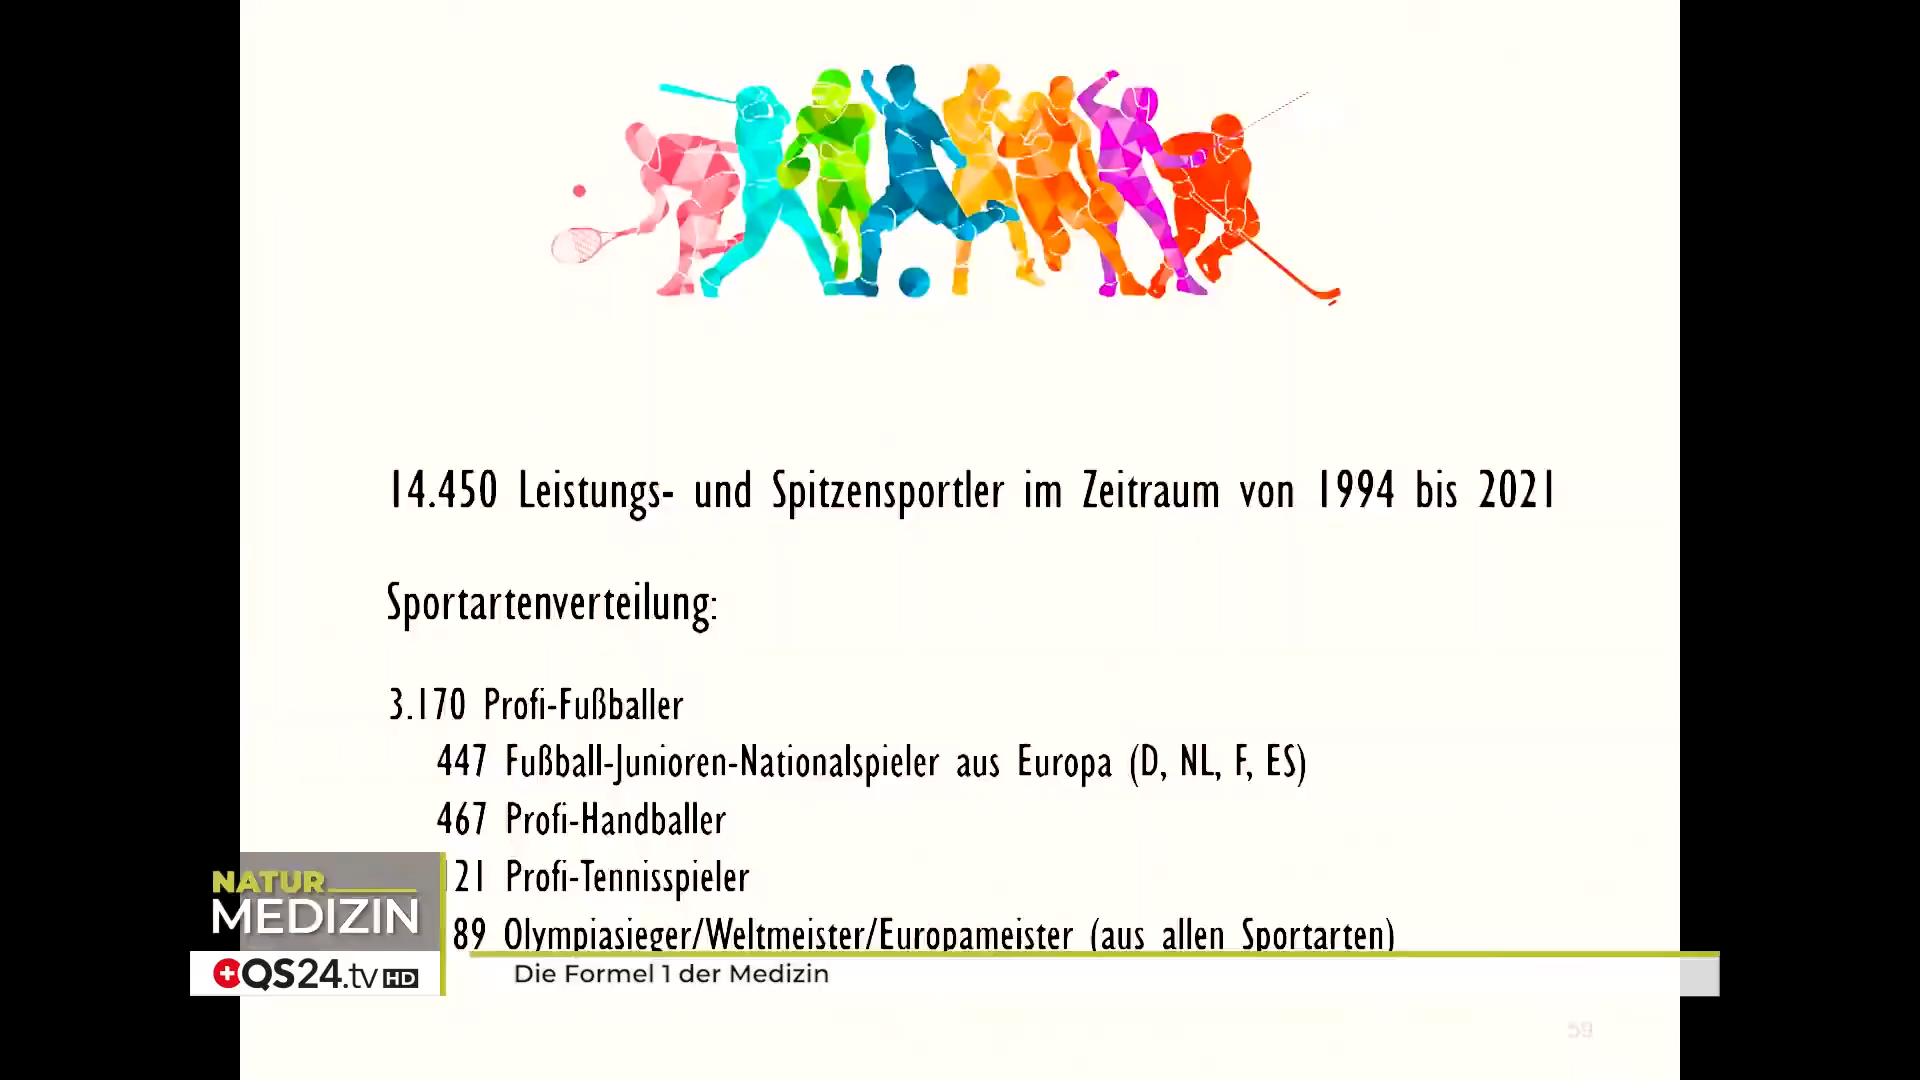 14.450 Leistungs- und Spitzensportler im Zeitraum von 1994 bis 2021
Sportartenverteilung:
3.170 Profi-Fußballer
447 Fußball-Junioren-Nationalspieler aus Europa (D, NL, F, ES)
467 Profi-Handballer
121 Profi-Tennisspieler
89 Olympiasieger/Weltmeister/Europameister (aus allen Sportarten)
NATUR
MEDIZIN
QS24.tv HD
Die Formel 1 der Medizin
59